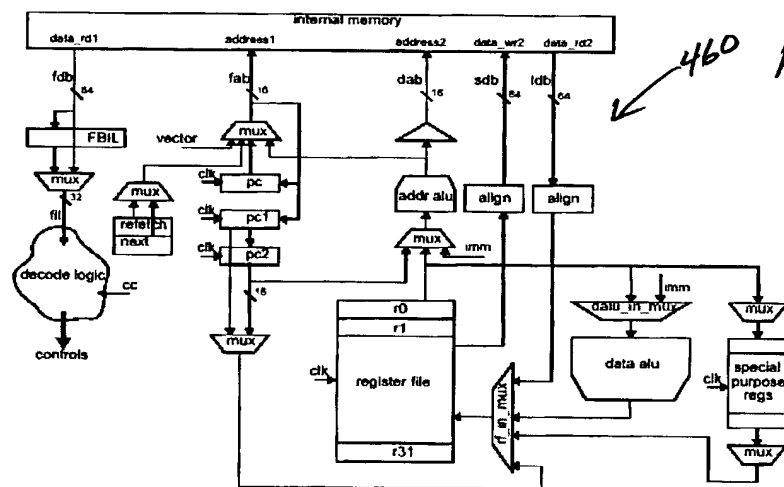 internal memory
data_rd1 address1 address2 data_wr2 data_rd2
460
fdb 64
fab 16
dab 16
sdb 64
ldb 64
FBIL
vector
mux
mux
mux
clk pc
32
fil
refetch
next
clk pc1
clk pc2
addr alu
align
align
mux
imm
decode logic
cc
controls
16
mux
r0
r1
clk
register file
r31
rf_in_mux
imm
dalu_in_mux
data alu
mux
clk
special purpose regs
mux